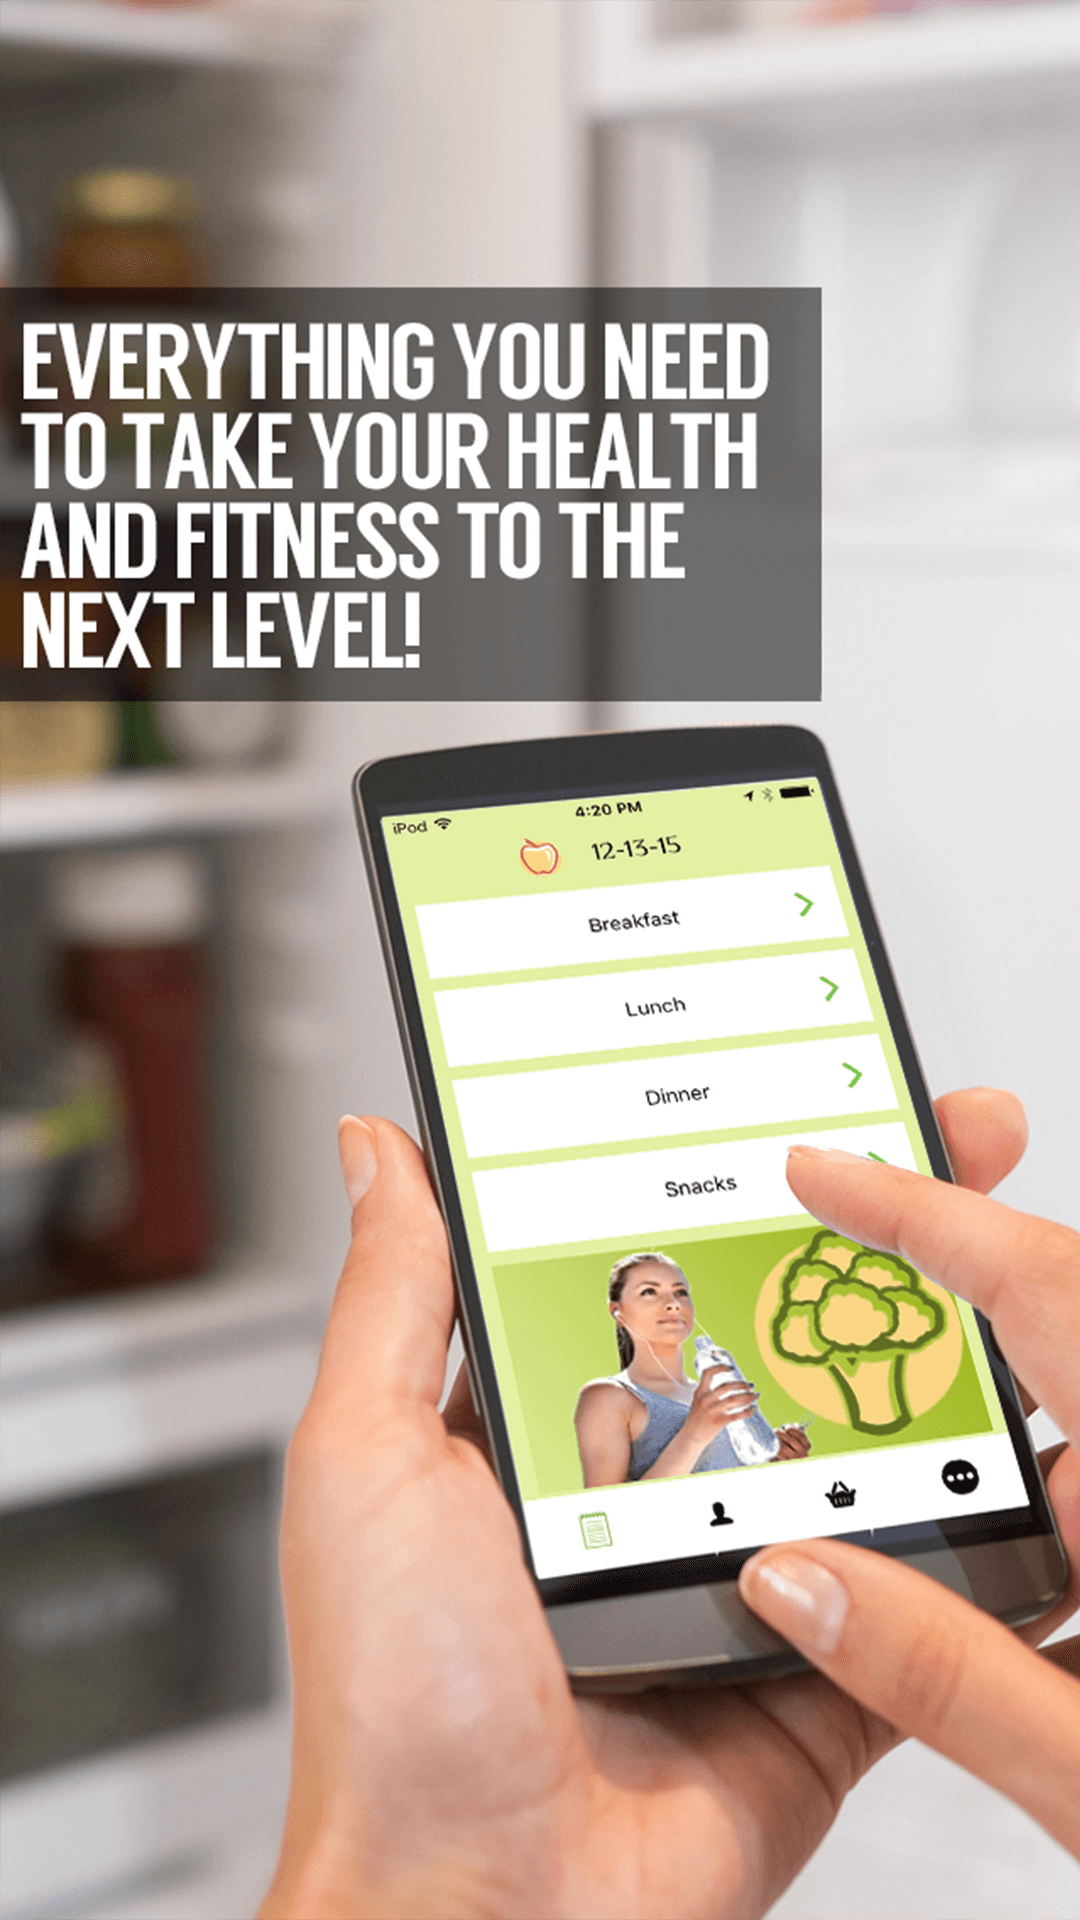 EVERYTHING YOU NEED
TO TAKE YOUR HEALTH
AND FITNESS TO THE
NEXT LEVEL!
iPod
4:20 PM
12-13-15
Breakfast
Lunch
Dinner
Snacks